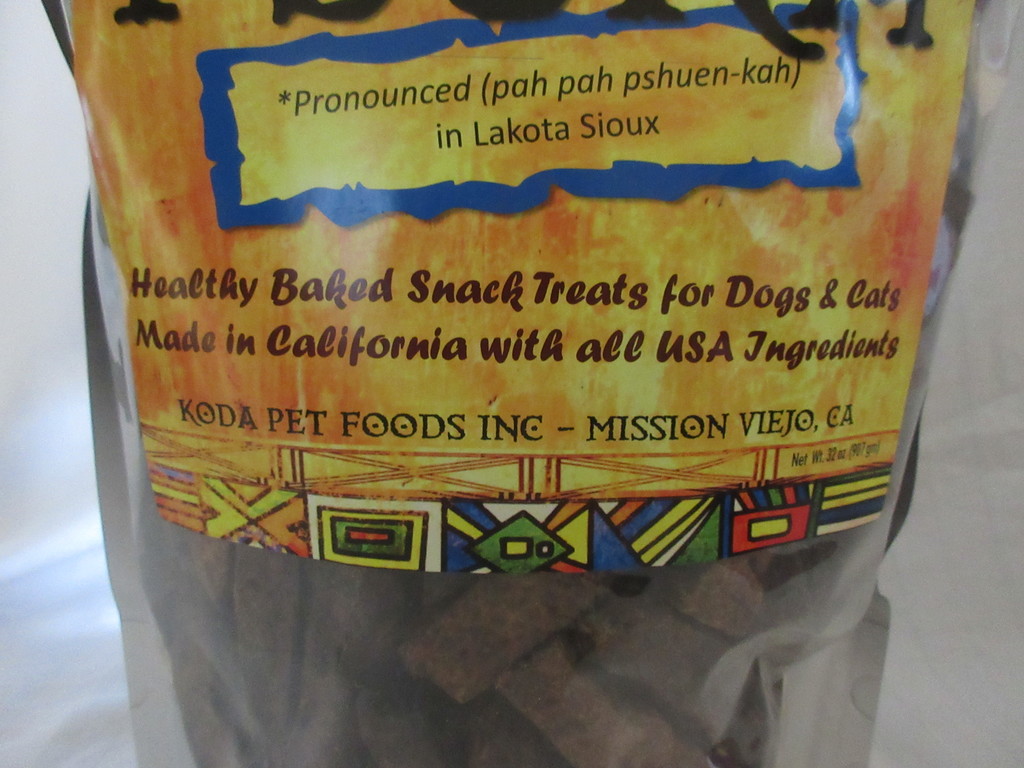 *Pronounced (pah pah pshuen-kah)
in Lakota Sioux
Healthy Baked Snack Treats for Dogs & Cats
Made in California with all USA Ingredients
KODA PET FOODS INC - MISSION VIEJO, CA
Net Wt. 32 oz (907 gm)